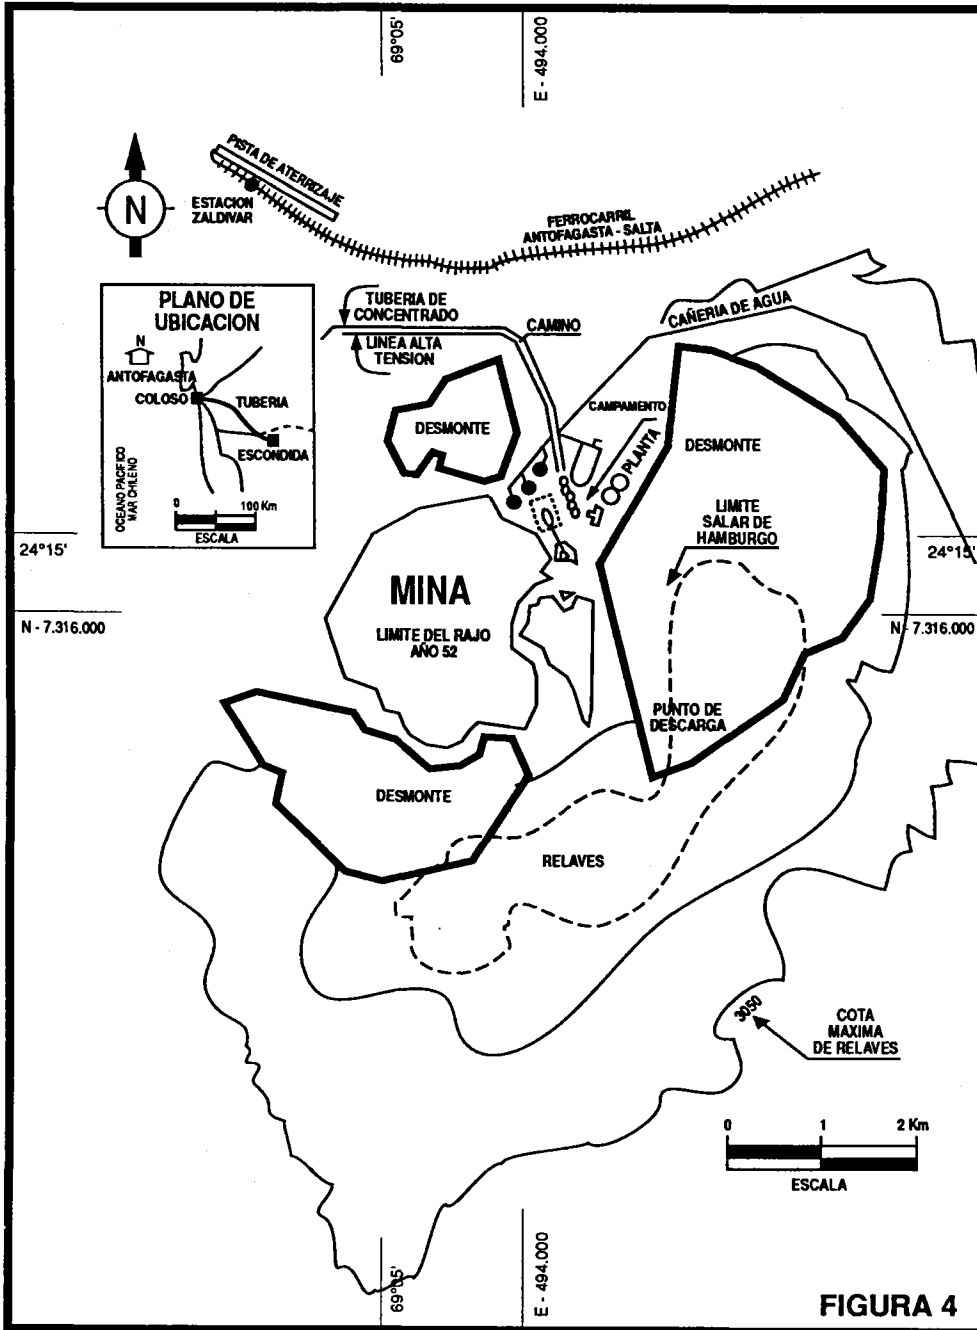 69°05'
E - 494.000
PISTA DE ATERRIZAJE
N
ESTACION
ZALDIVAR
FERROCARRIL
ANTOFAGASTA - SALTA
PLANO DE
UBICACION
N
ANTOFAGASTA
COLOSO
TUBERIA
ESCONDIDA
OCEANO PACIFICO
MAR CHILENO
0
100 Km
ESCALA
TUBERIA DE
CONCENTRADO
LINEA ALTA
TENSION
CAMINO
CAÑERIA DE AGUA
DESMONTE
CAMPAMENTO
PLANTA
DESMONTE
LIMITE
SALAR DE
HAMBURGO
24°15'
24°15'
MINA
LIMITE DEL RAJO
AÑO 52
N - 7.316.000
N - 7.316.000
PUNTO DE
DESCARGA
DESMONTE
RELAVES
3050
COTA
MAXIMA
DE RELAVES
0 1 2 Km
ESCALA
69°05'
E - 494.000
FIGURA 4